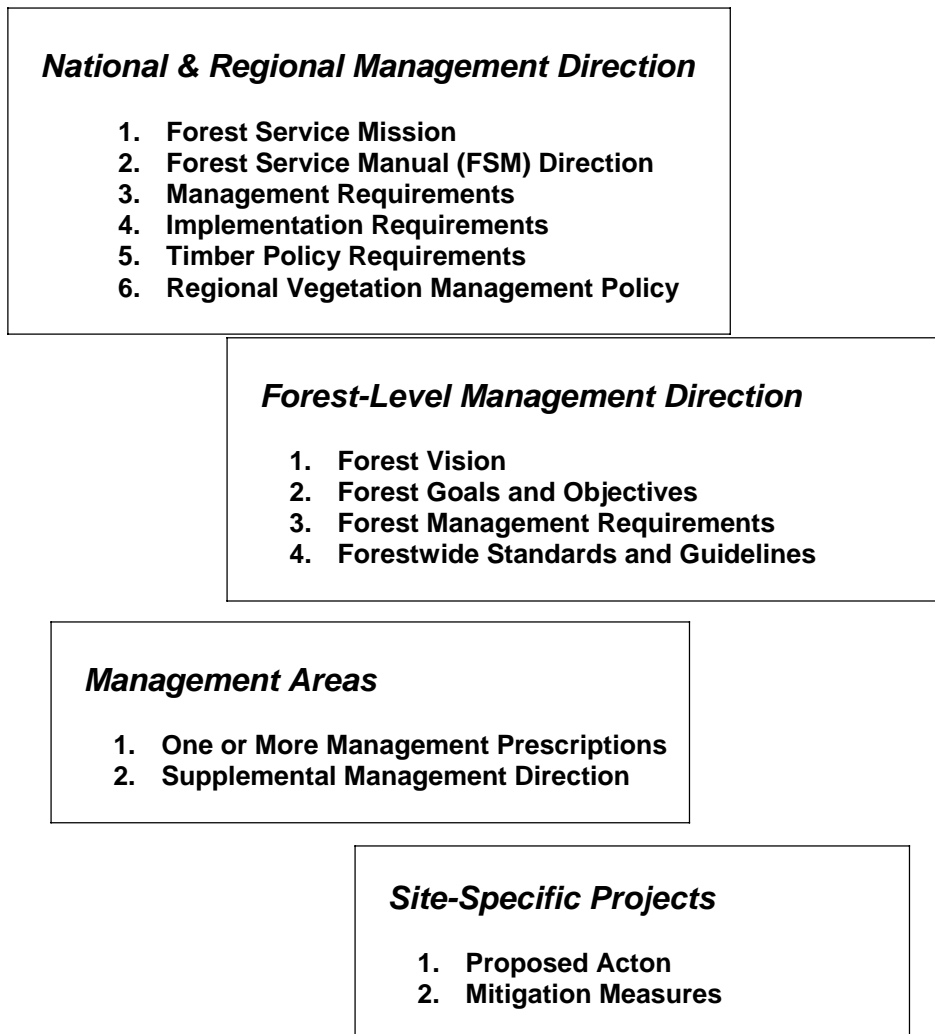 National & Regional Management Direction
1. Forest Service Mission
2. Forest Service Manual (FSM) Direction
3. Management Requirements
4. Implementation Requirements
5. Timber Policy Requirements
6. Regional Vegetation Management Policy
Forest-Level Management Direction
1. Forest Vision
2. Forest Goals and Objectives
3. Forest Management Requirements
4. Forestwide Standards and Guidelines
Management Areas
1. One or More Management Prescriptions
2. Supplemental Management Direction
Site-Specific Projects
1. Proposed Acton
2. Mitigation Measures